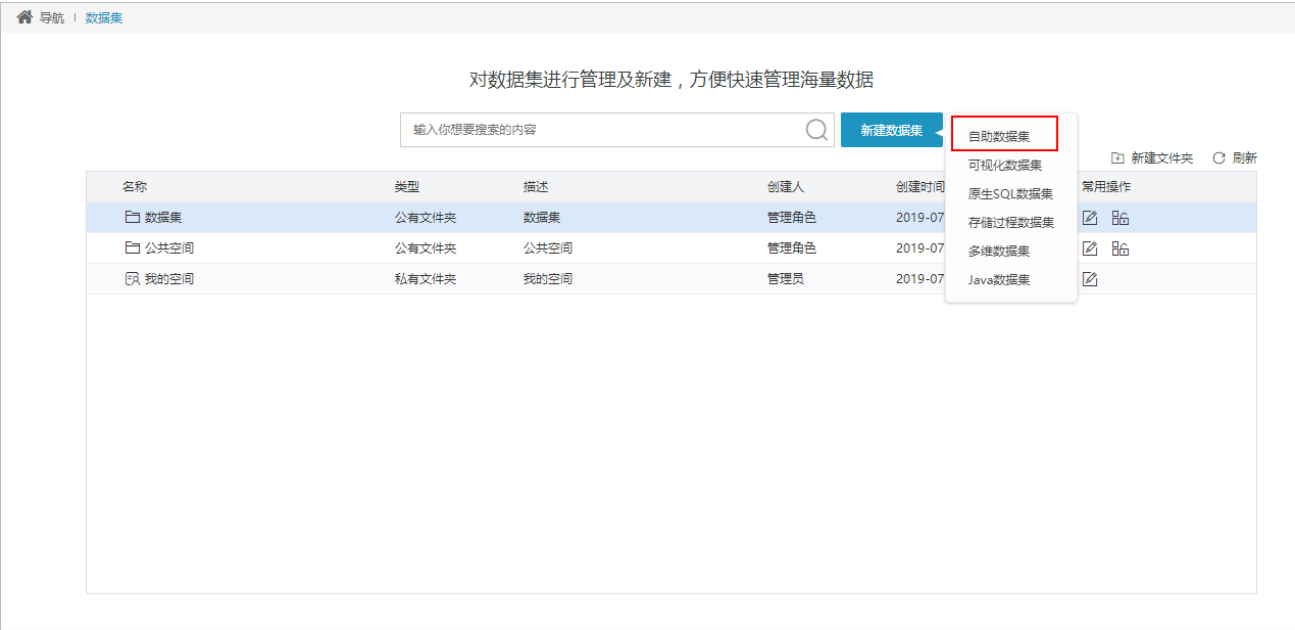 导航 | 数据集
对数据集进行管理及新建，方便快速管理海量数据
输入你想要搜索的内容
新建数据集
自助数据集
可视化数据集
原生SQL数据集
存储过程数据集
多维数据集
Java数据集
新建文件夹 刷新
名称 类型 描述 创建人 创建时间 常用操作
数据集 公有文件夹 数据集 管理角色 2019-07
公共空间 公有文件夹 公共空间 管理角色 2019-07
我的空间 私有文件夹 我的空间 管理员 2019-07